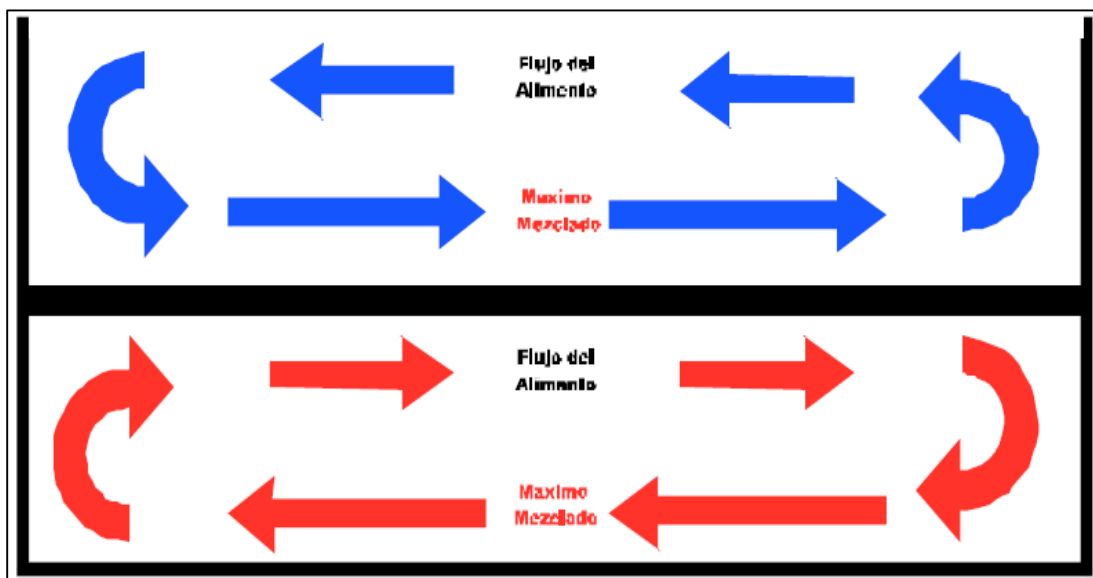 Flujo del
Alimento
Maximo
Mezclado
Flujo del
Alimento
Maximo
Mezclado